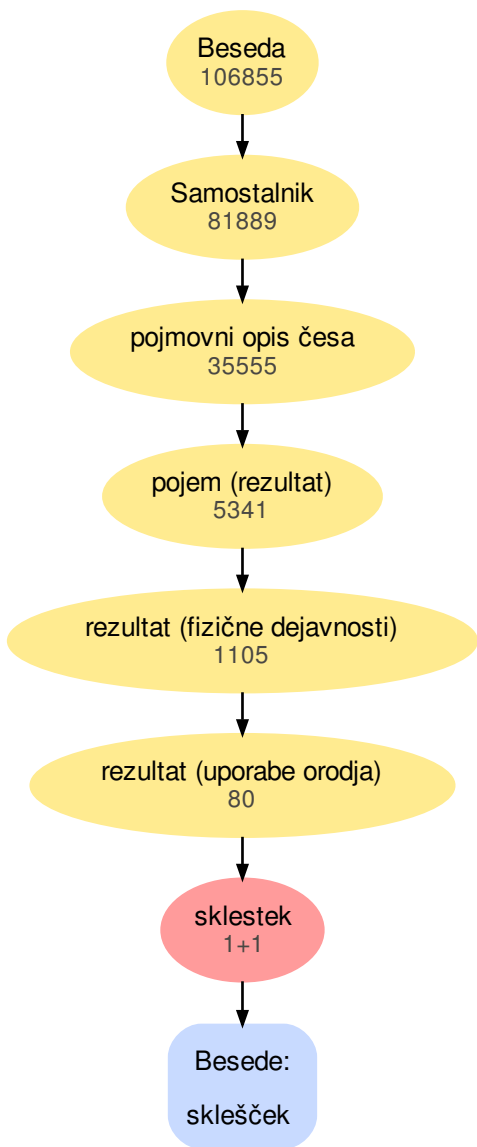 Beseda
106855
Samostalnik
81889
pojmovni opis česa
35555
pojem (rezultat)
5341
rezultat (fizične dejavnosti)
1105
rezultat (uporabe orodja)
80
sklestek
1+1
Besede:
sklešček